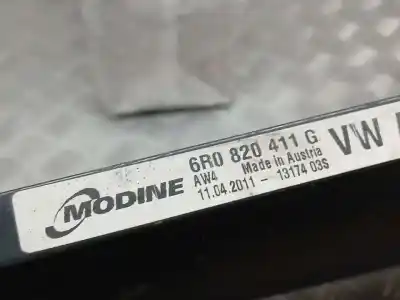 MODINE
6R0 820 411 G
AW4 Made in Austria
11.04.2011 - 13174 03S
VW